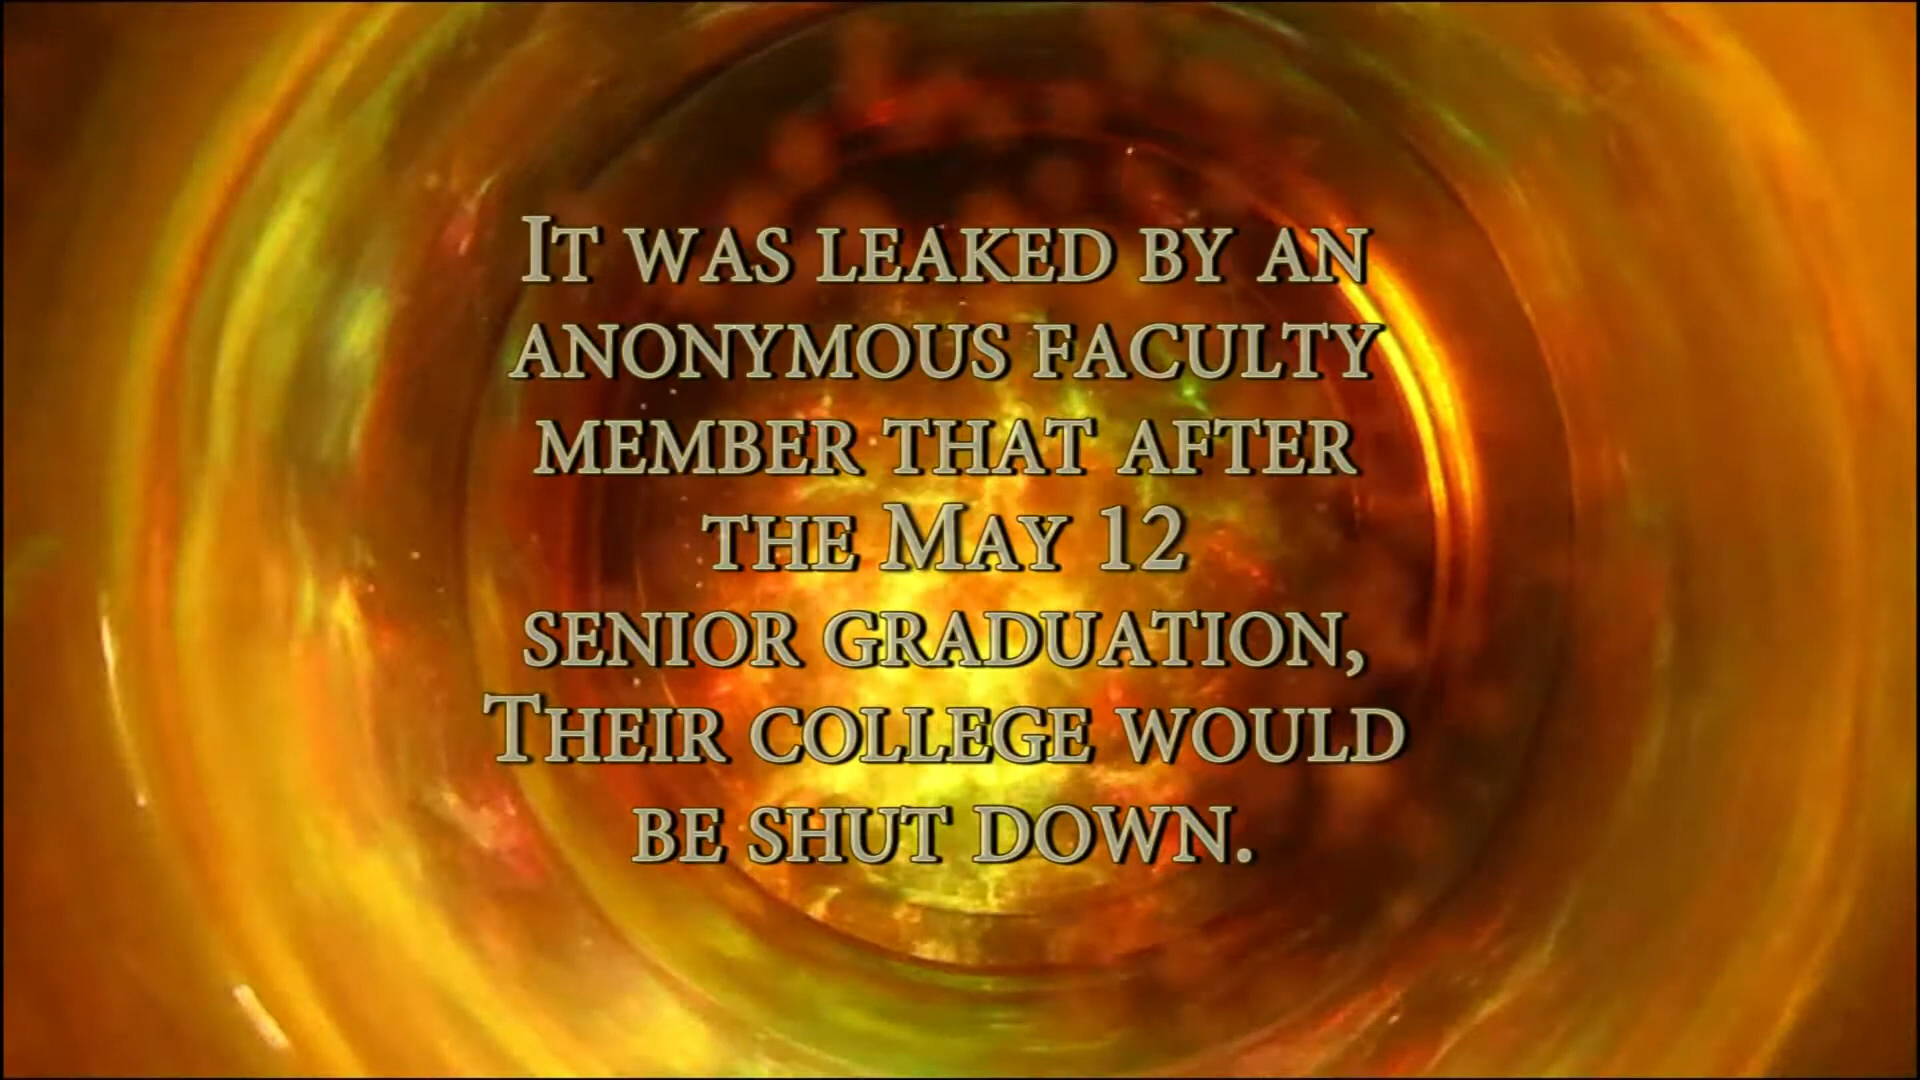 It was leaked by an
anonymous faculty
member that after
the May 12
senior graduation,
Their college would
be shut down.